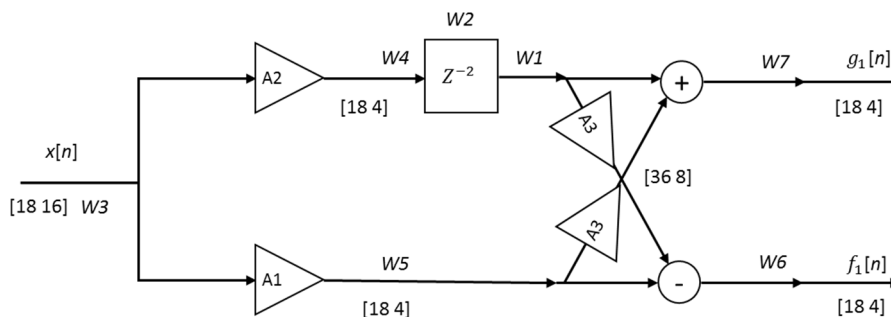 W2
W4
W1
W7
g₁[n]
A2
Z⁻²
+
[18 4]
[18 4]
A3
x[n]
[36 8]
[18 16]
W3
A3
W5
W6
f₁[n]
A1
-
[18 4]
[18 4]